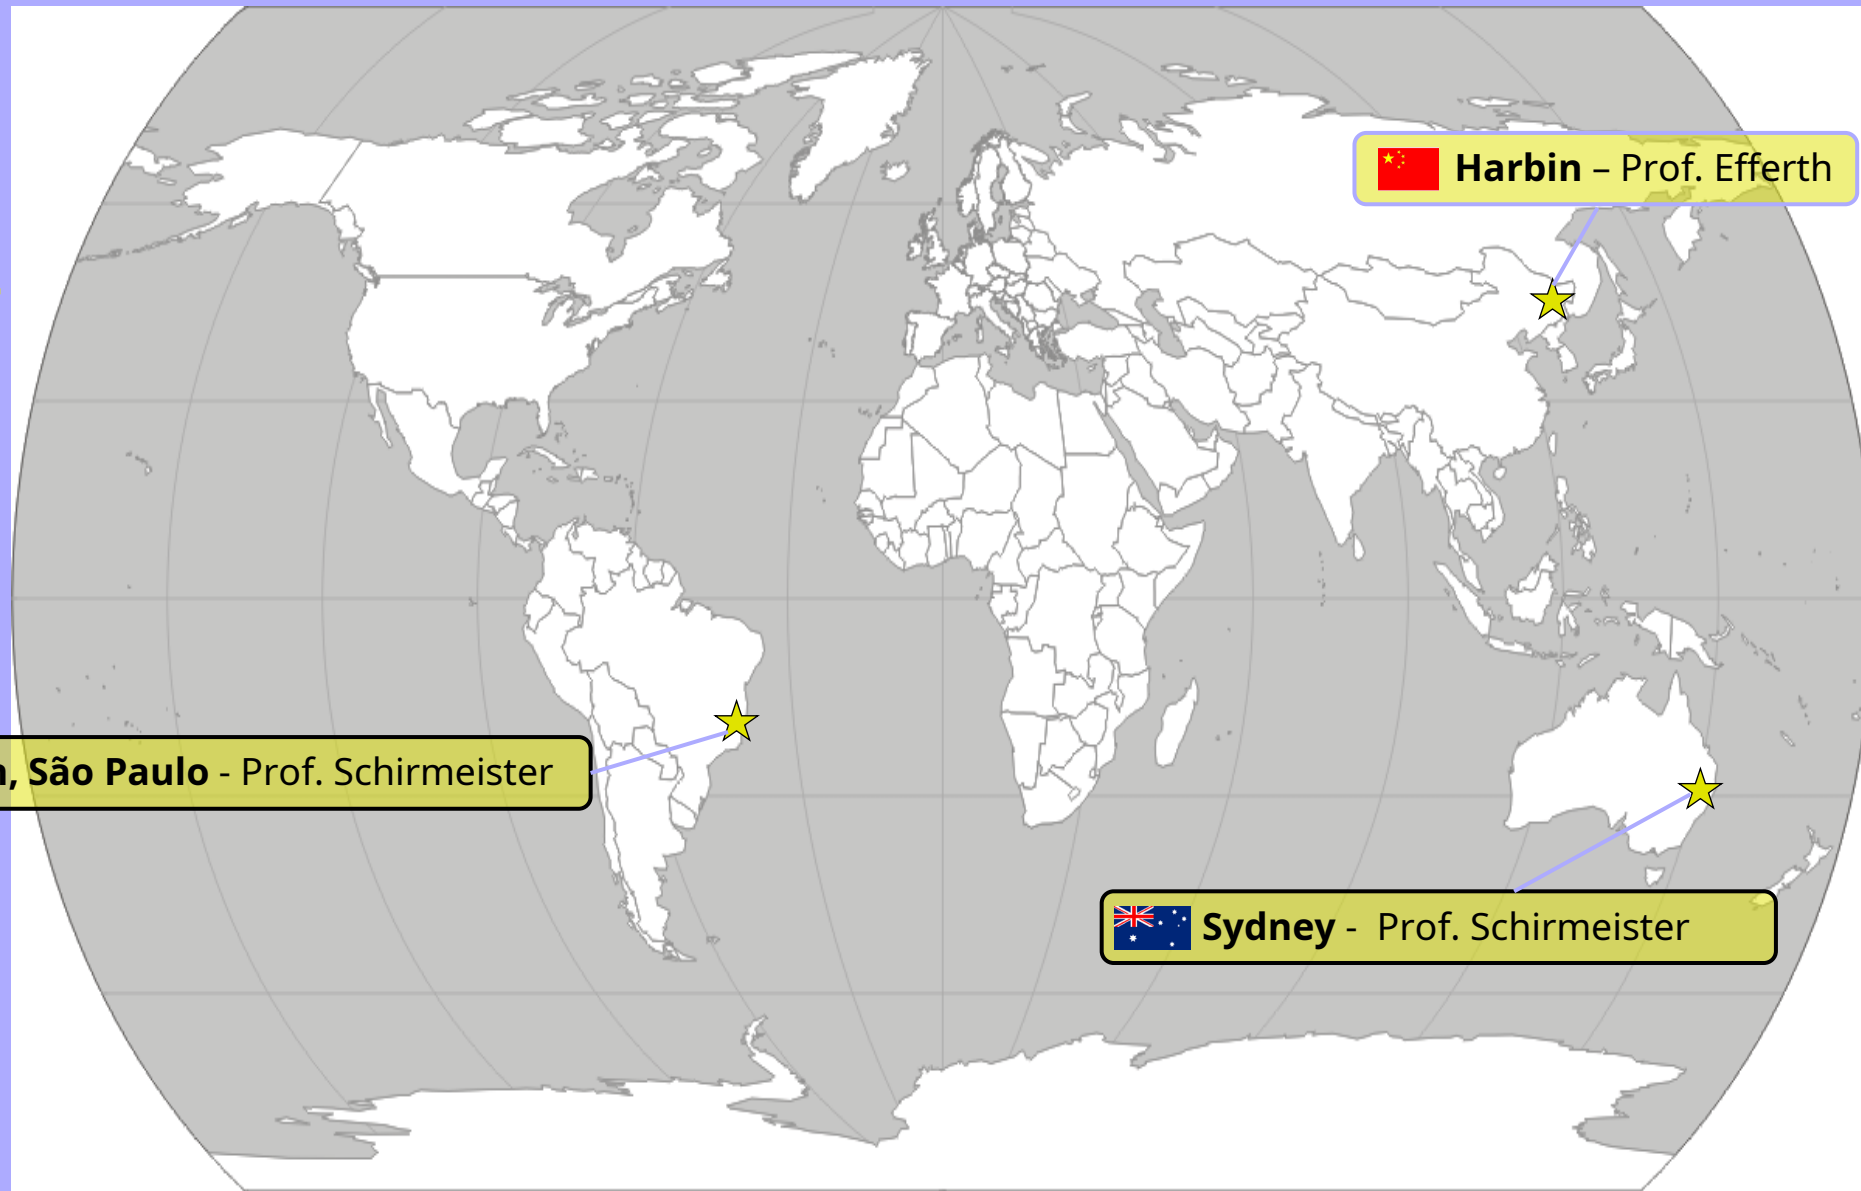 Harbin – Prof. Efferth
São Paulo - Prof. Schirmeister
Sydney - Prof. Schirmeister